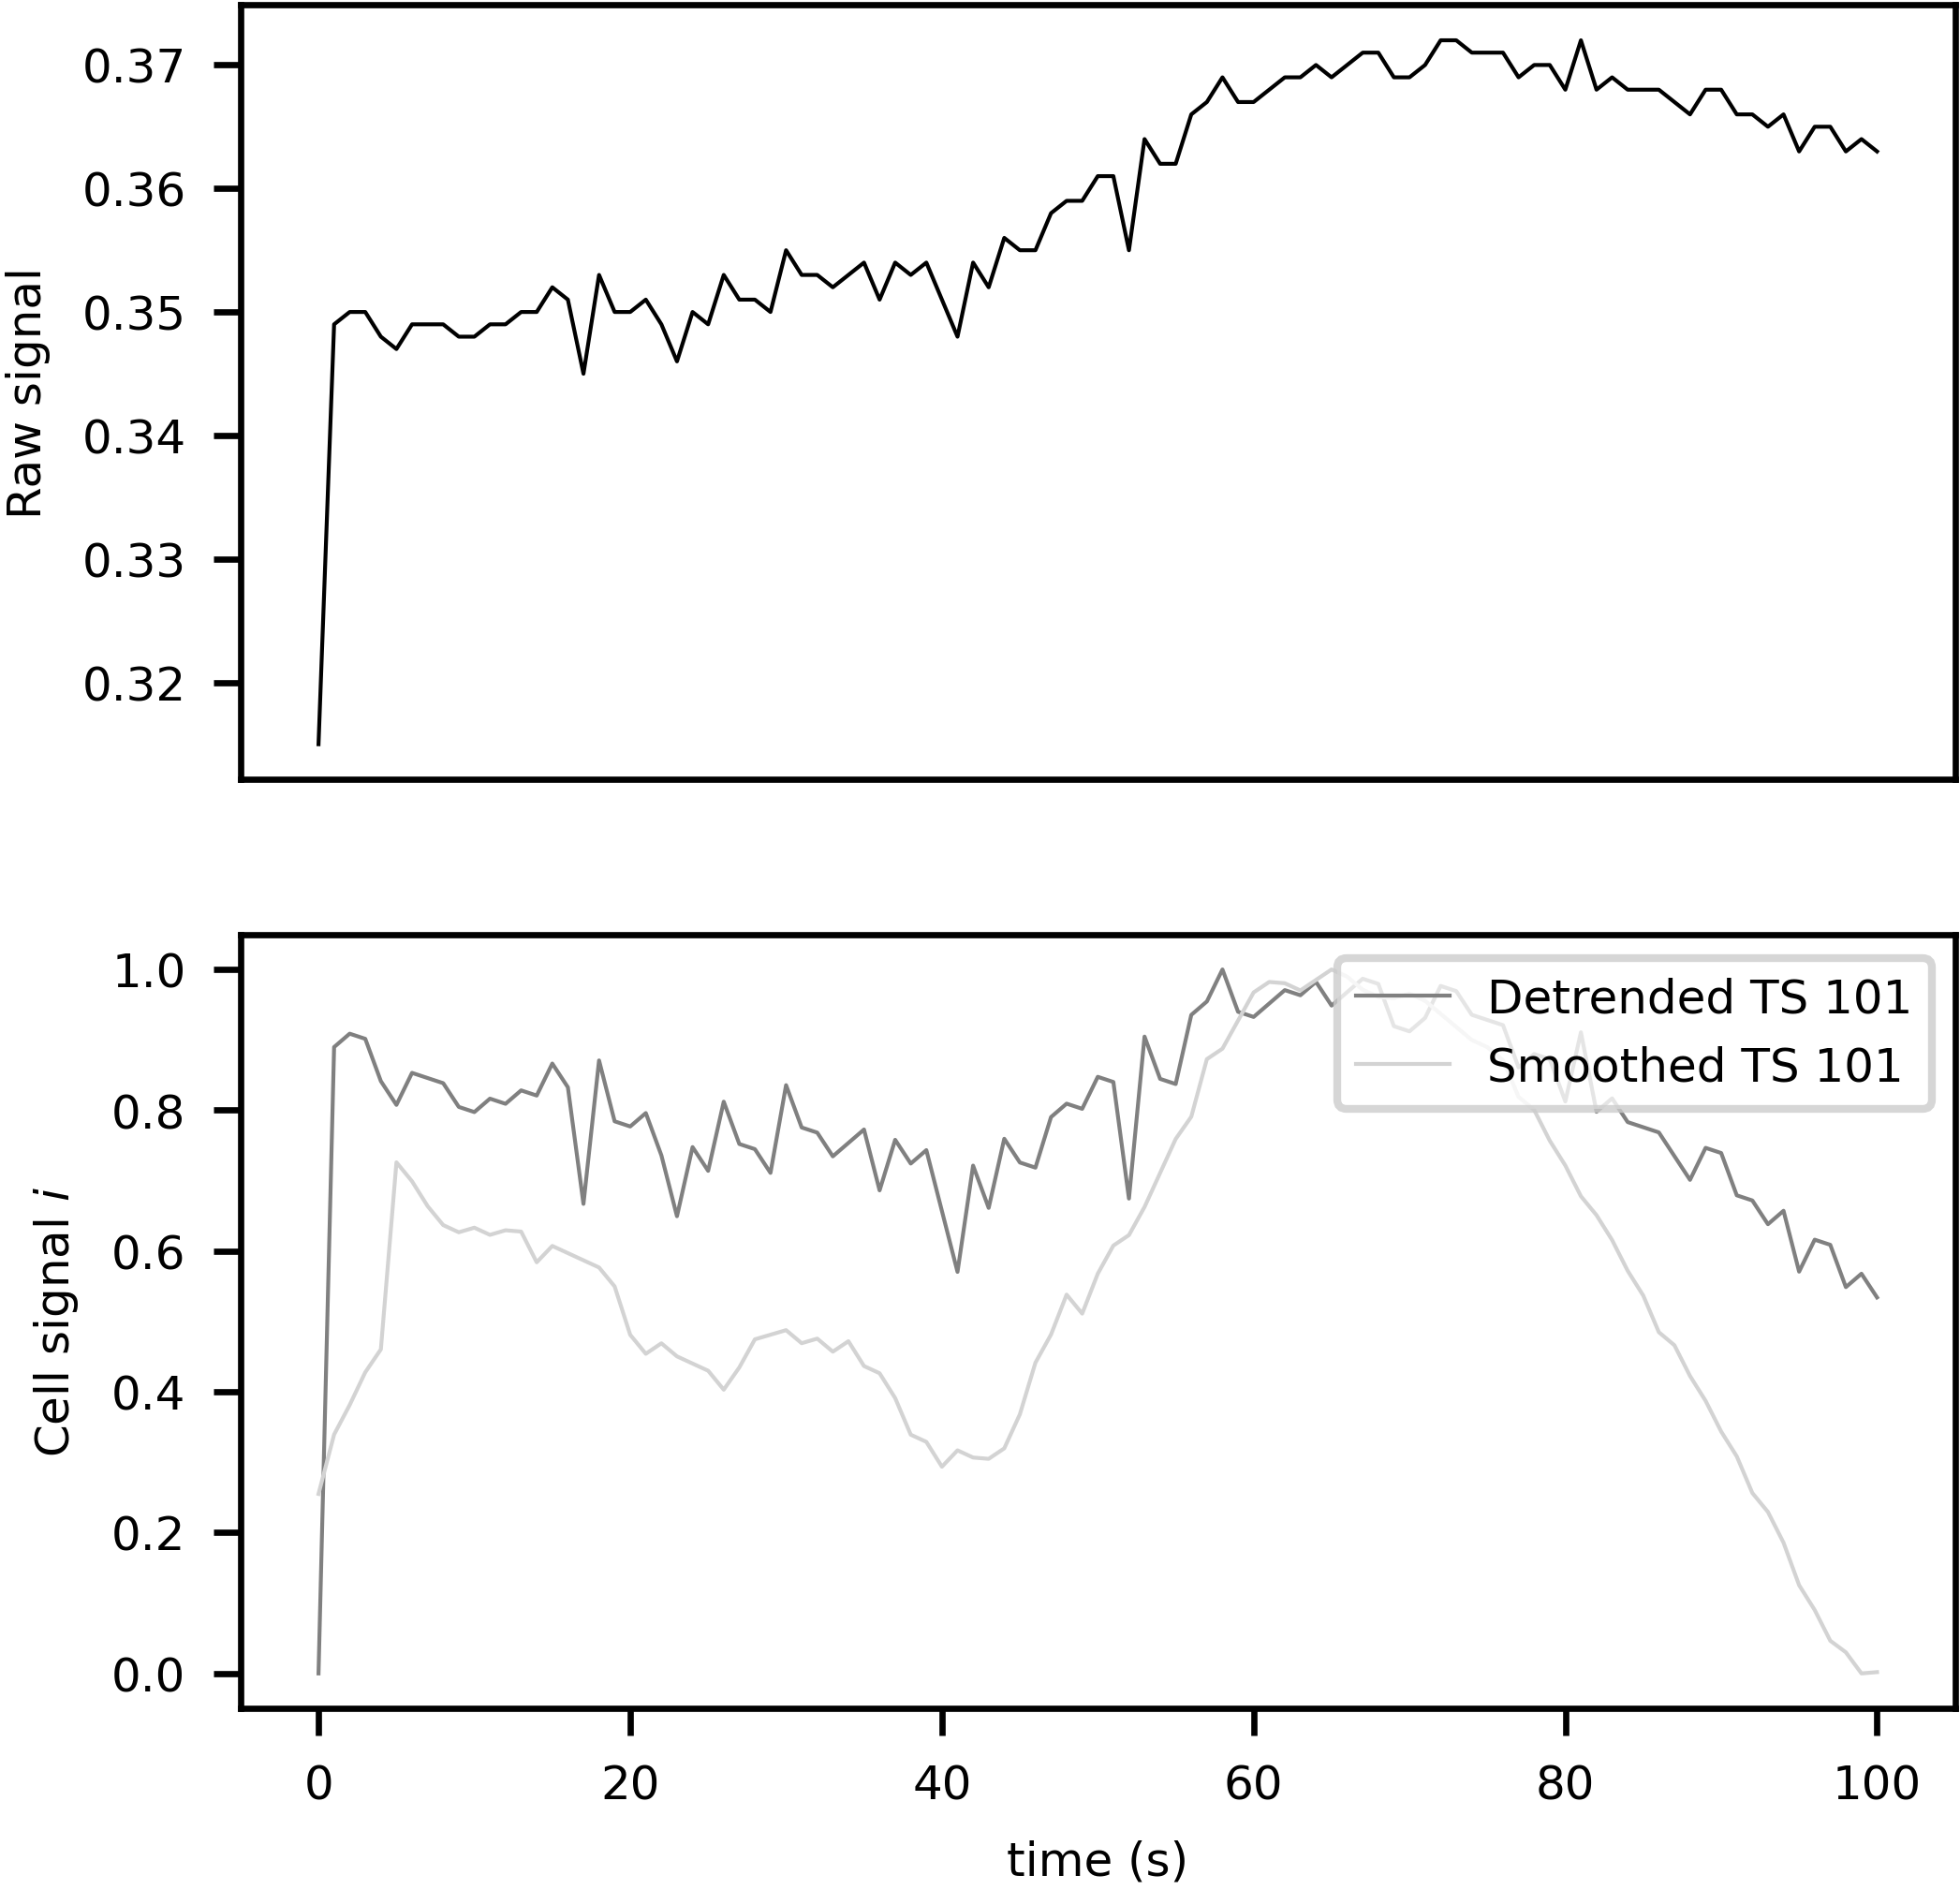 Raw signal
0.37
0.36
0.35
0.34
0.33
0.32
Cell signal i
1.0
0.8
0.6
0.4
0.2
0.0
Detrended TS 101
Smoothed TS 101
0 20 40 60 80 100
time (s)